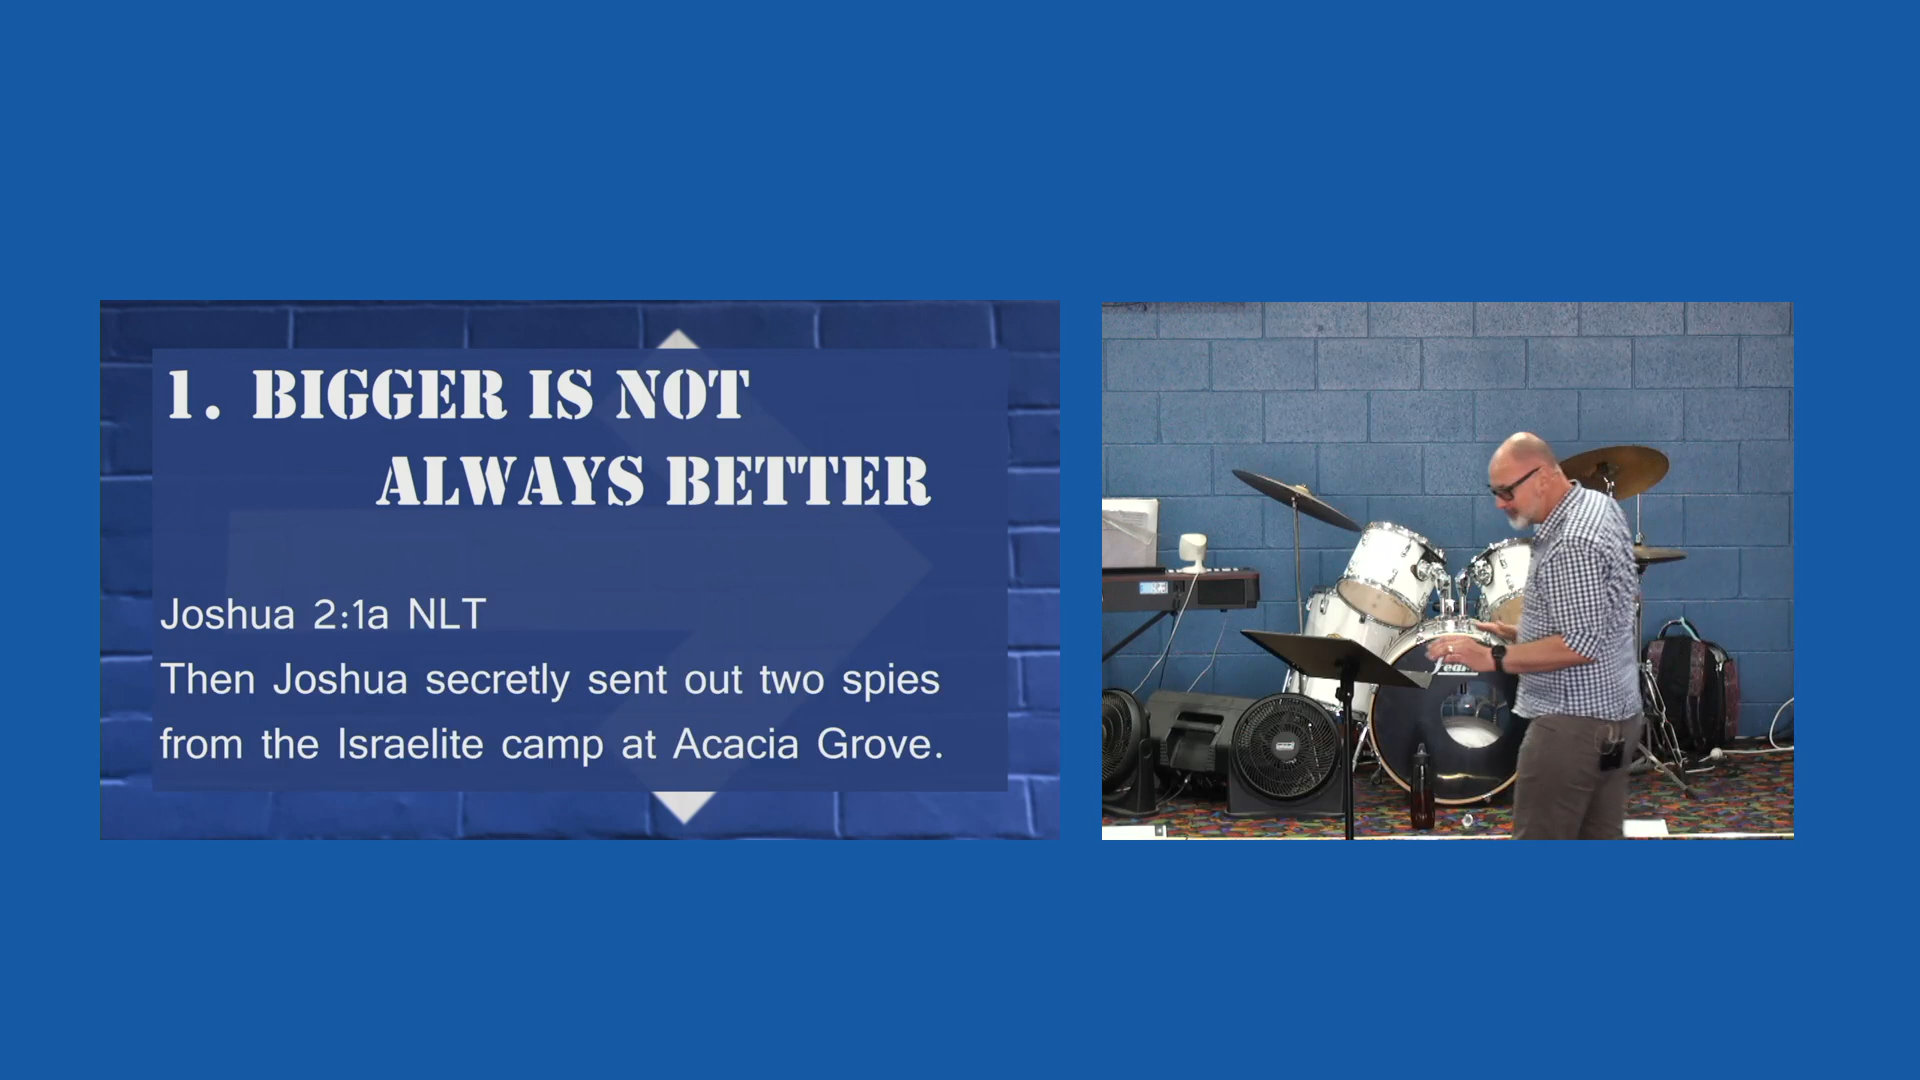 1. BIGGER IS NOT
ALWAYS BETTER
Joshua 2:1a NLT
Then Joshua secretly sent out two spies
from the Israelite camp at Acacia Grove.